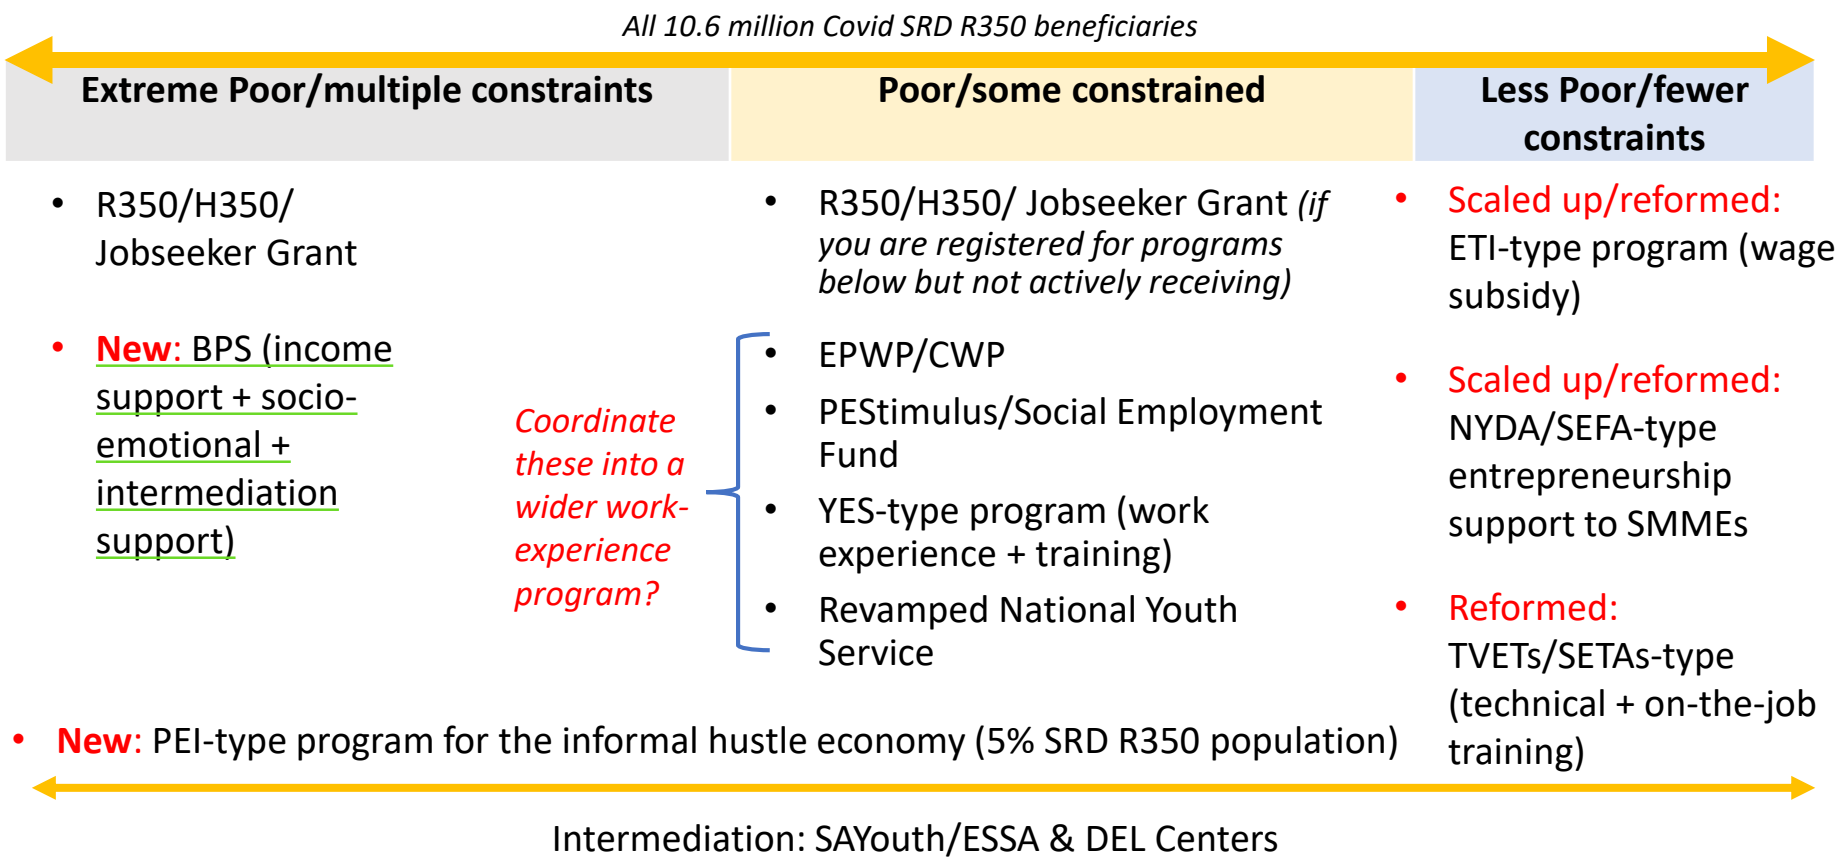 All 10.6 million Covid SRD R350 beneficiaries
Extreme Poor/multiple constraints
Poor/some constrained
Less Poor/fewer
constraints
• R350/H350/
Jobseeker Grant
• New: BPS (income
support + socio-
emotional +
intermediation
support)
Coordinate
these into a
wider work-
experience
program?
• R350/H350/ Jobseeker Grant (if
you are registered for programs
below but not actively receiving)
• EPWP/CWP
• PEStimulus/Social Employment
Fund
• YES-type program (work
experience + training)
• Revamped National Youth
Service
• Scaled up/reformed:
ETI-type program (wage
subsidy)
• Scaled up/reformed:
NYDA/SEFA-type
entrepreneurship
support to SMMEs
• Reformed:
TVETs/SETAs-type
(technical + on-the-job
training)
• New: PEI-type program for the informal hustle economy (5% SRD R350 population)
Intermediation: SAYouth/ESSA & DEL Centers